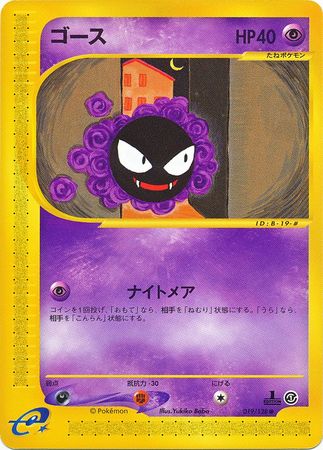 ゴース HP40
たねポケモン
ID:B-19-#
ナイトメア
コインを1回投げ、「おもて」なら、相手を「ねむり」状態にする。「うら」なら、
相手を「こんらん」状態にする。
弱点 抵抗力-30 にげる
©Pokémon Illus.Yukiko Baba 019/128●
1
EDITION
e